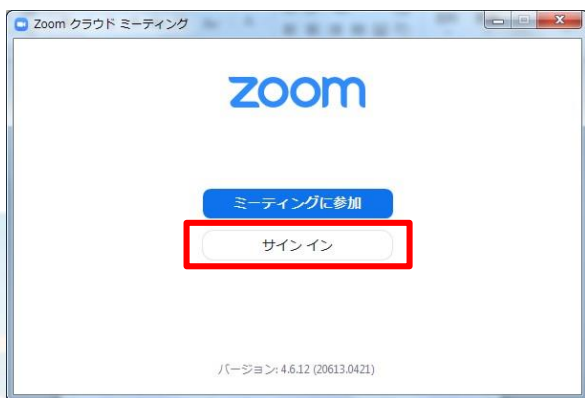 Zoom クラウド ミーティング
zoom
ミーティングに参加
サイン イン
バージョン: 4.6.12 (20613.0421)